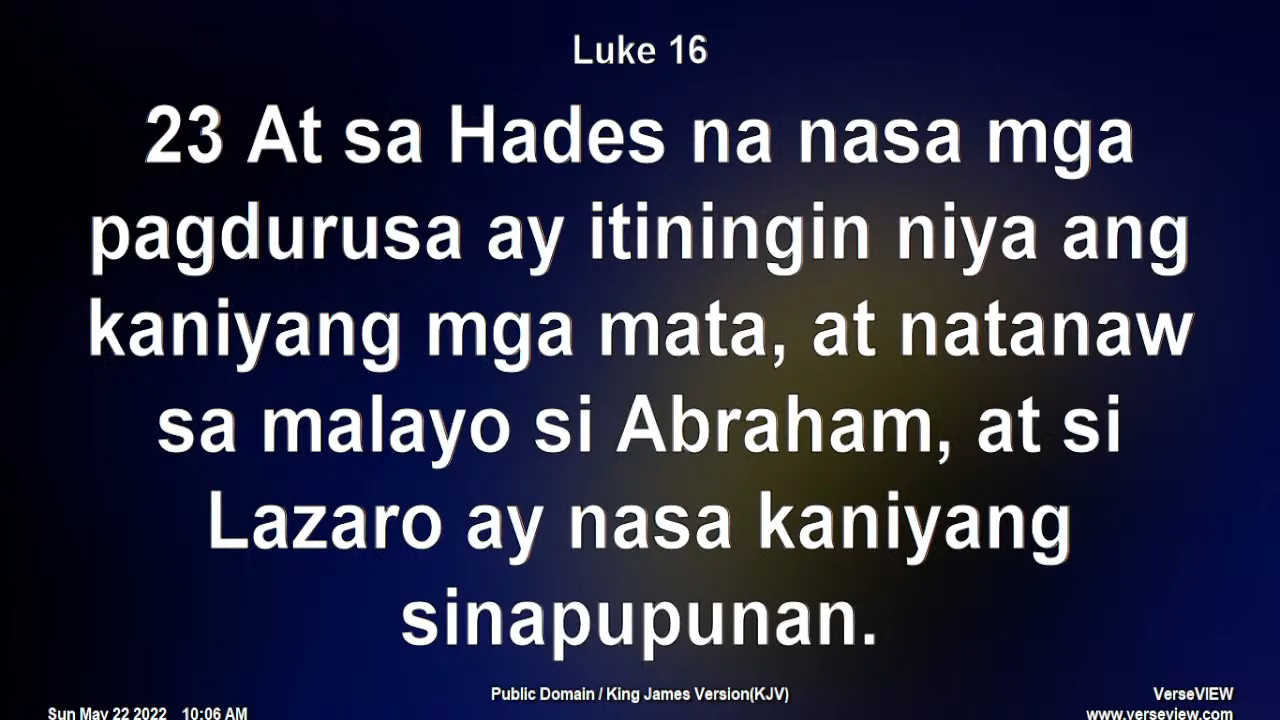 Luke 16
23 At sa Hades na nasa mga
pagdurusa ay itiningin niya ang
kaniyang mga mata, at natanaw
sa malayo si Abraham, at si
Lazaro ay nasa kaniyang
sinapupunan.
Public Domain / King James Version(KJV)
VerseVIEW
Sun May 22 2022 10:06 AM
www.verseview.com